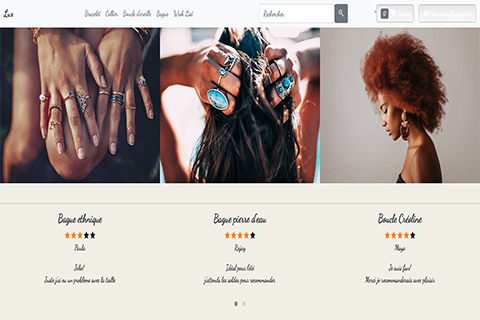 Lux
Bracelet Collier Boucle d'oreille Bague Wish List
Rechercher
0
Bague ethnique
Paula
Jolie!
Juste j'ai eu un problème avec la taille
Bague pierre d'eau
Kajsy
Idéal pour l'été
j'attends les soldes pour recommander
Boucle Créoline
Maya
Je suis fan!
Merci je recommanderais avec plaisir